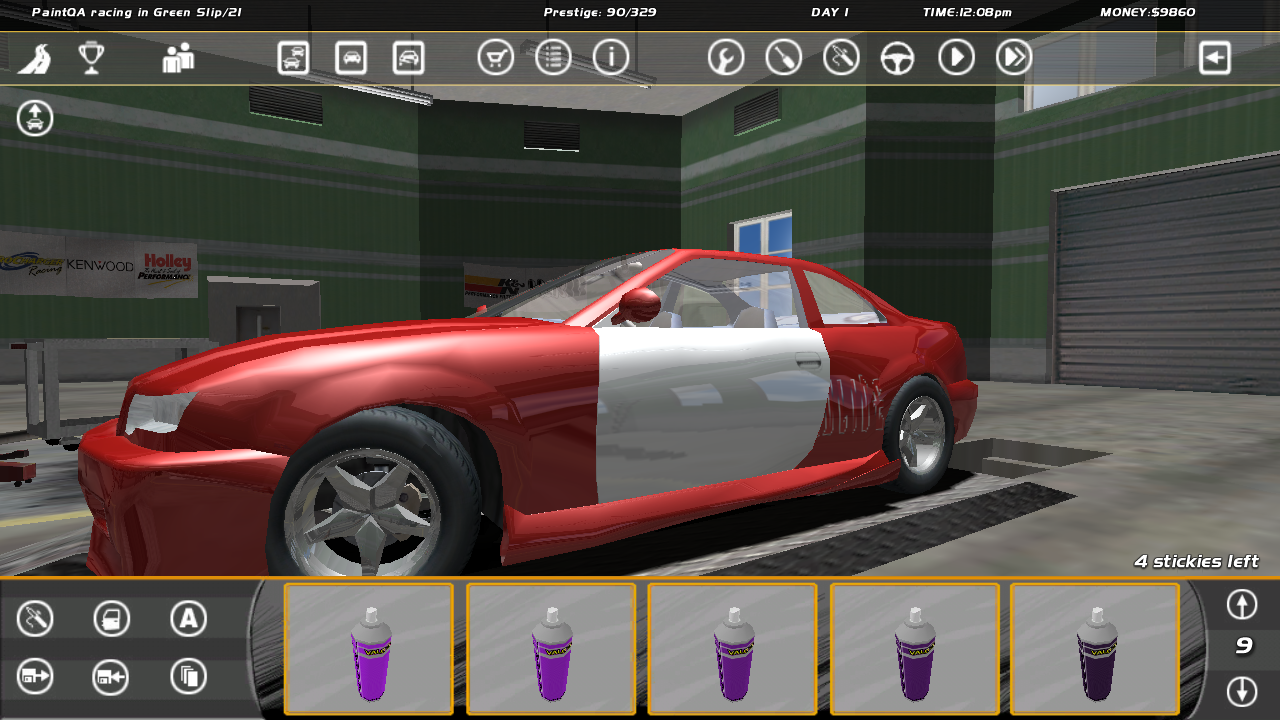 PaintQA racing in Green Slip/21
Prestige: 90/329
DAY 1
TIME:12:08pm
MONEY:$9860
Racing
KENWOOD
Holley
PERFORMANCE
K&N
4 stickies left
A
9